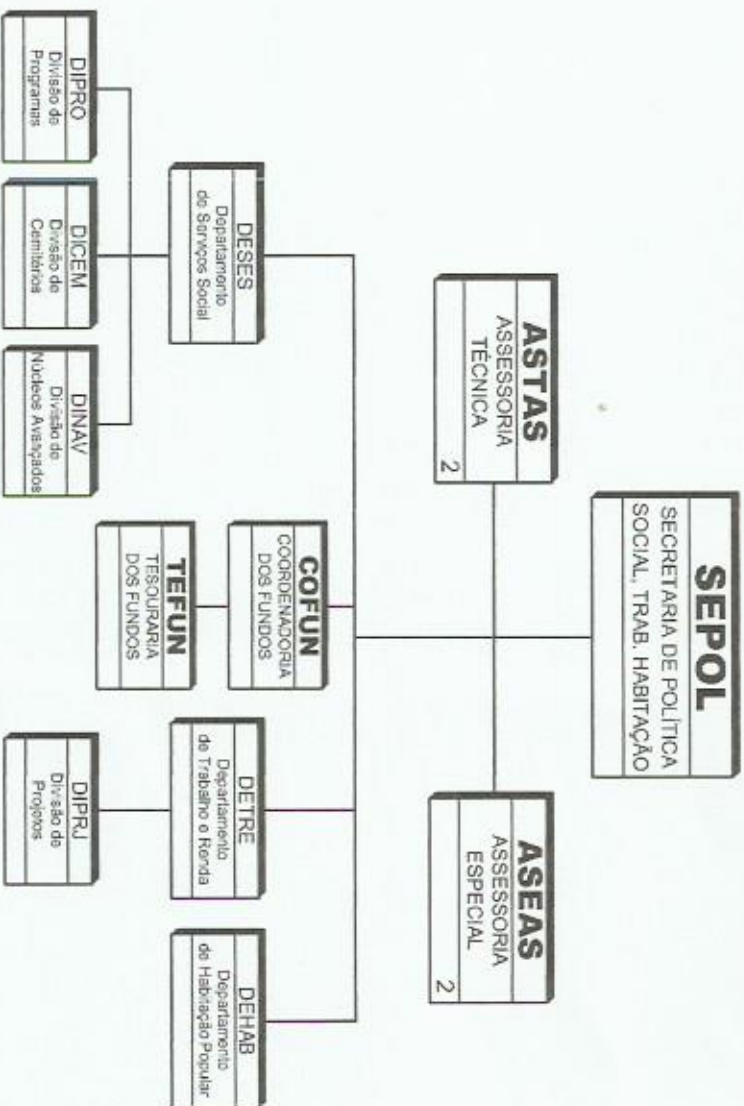 SEPOL
SECRETARIA DE POLÍTICA
SOCIAL, TRAB. HABITAÇÃO
ASTAS
ASSESSORIA
TÉCNICA
2
ASEAS
ASSESSORIA
ESPECIAL
2
DESES
Departamento
de Serviços Social
COFUN
COORDENADORIA
DOS FUNDOS
DETRE
Departamento
de Trabalho e Renda
DEHAB
Departamento
de Habitação Popular
DIPRO
Divisão de
Programas
DICEM
Divisão de
Cemitérios
DINAV
Divisão de
Núcleos Avançados
TEFUN
TESOURARIA
DOS FUNDOS
DIPRJ
Divisão de
Projetos